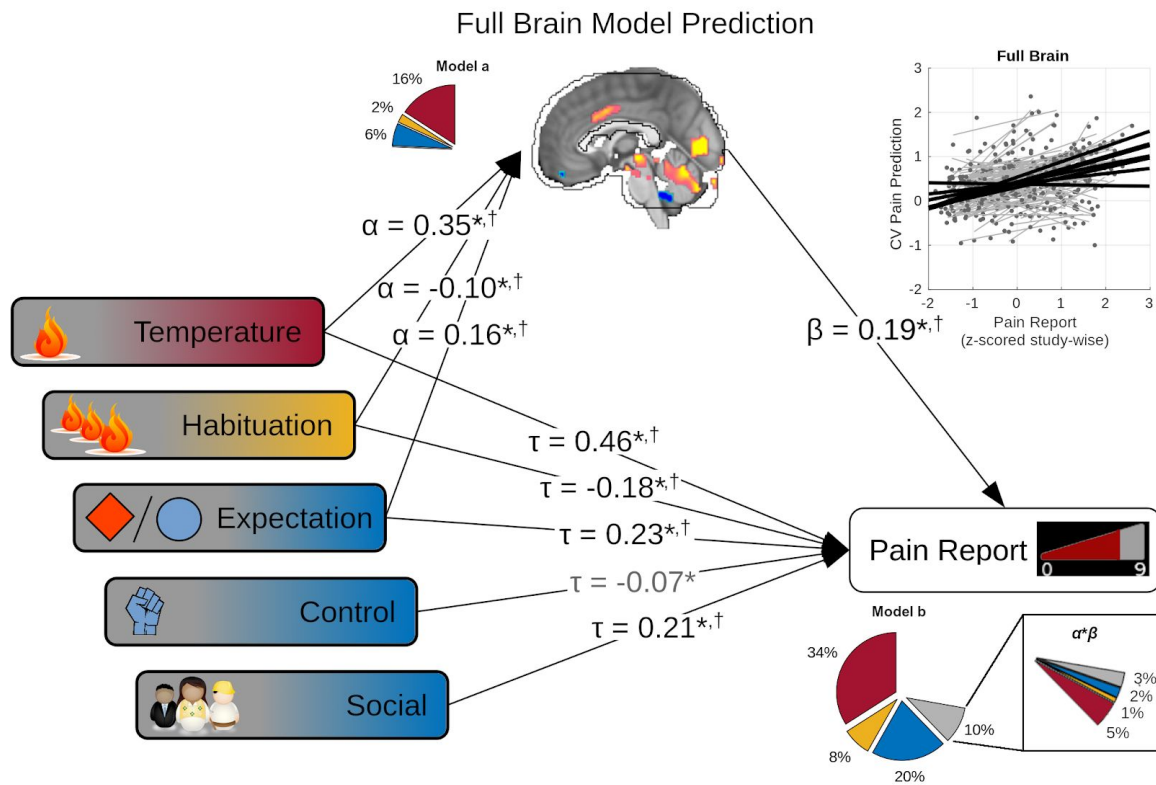 Full Brain Model Prediction
Model a
16%
2%
6%
Full Brain
3
2
1
0
-1
-2
CV Pain Prediction
-2 -1 0 1 2 3
Pain Report
(z-scored study-wise)
α = 0.35*,†
α = -0.10*,†
α = 0.16*,†
β = 0.19*,†
Temperature
Habituation
/ Expectation
Control
Social
τ = 0.46*,†
τ = -0.18*,†
τ = 0.23*,†
τ = -0.07*
τ = 0.21*,†
Pain Report
0 9
Model b
34%
8%
20%
10%
α*β
3%
2%
1%
5%